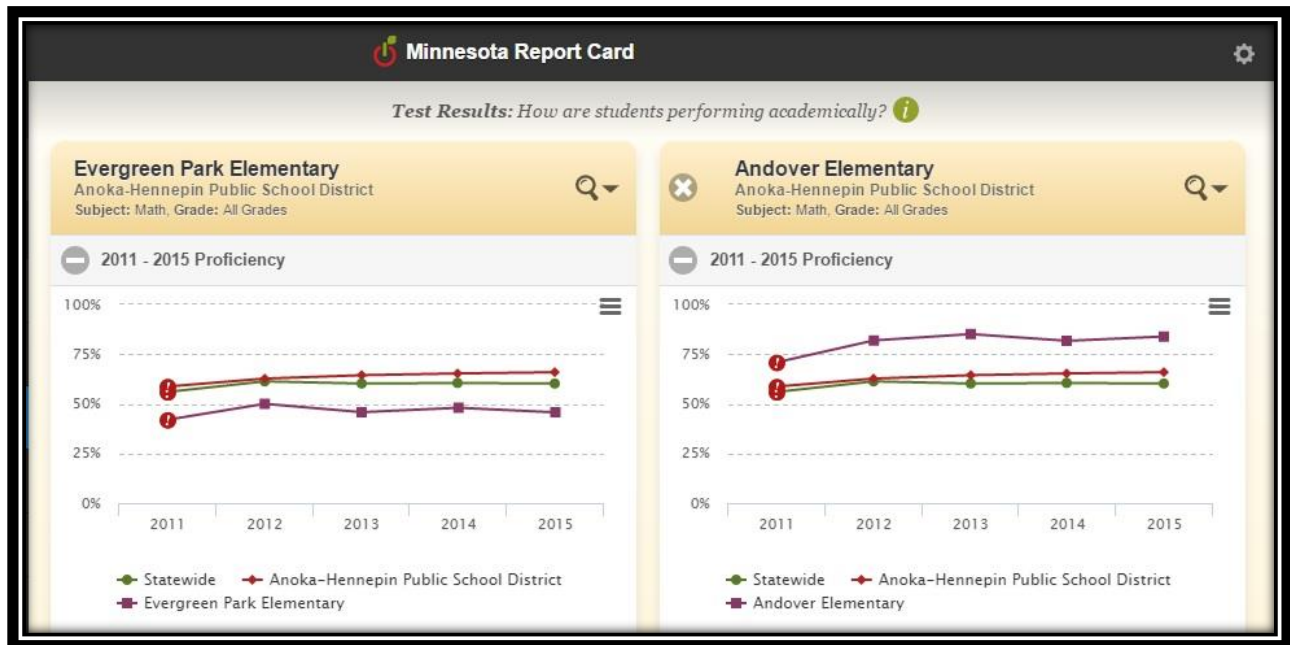 Minnesota Report Card
Test Results: How are students performing academically? i
Evergreen Park Elementary
Anoka-Hennepin Public School District
Subject: Math, Grade: All Grades
2011 - 2015 Proficiency
100%
75%
50%
25%
0%
2011 2012 2013 2014 2015
Statewide Anoka-Hennepin Public School District
Evergreen Park Elementary
Andover Elementary
Anoka-Hennepin Public School District
Subject: Math, Grade: All Grades
2011 - 2015 Proficiency
100%
75%
50%
25%
0%
2011 2012 2013 2014 2015
Statewide Anoka-Hennepin Public School District
Andover Elementary